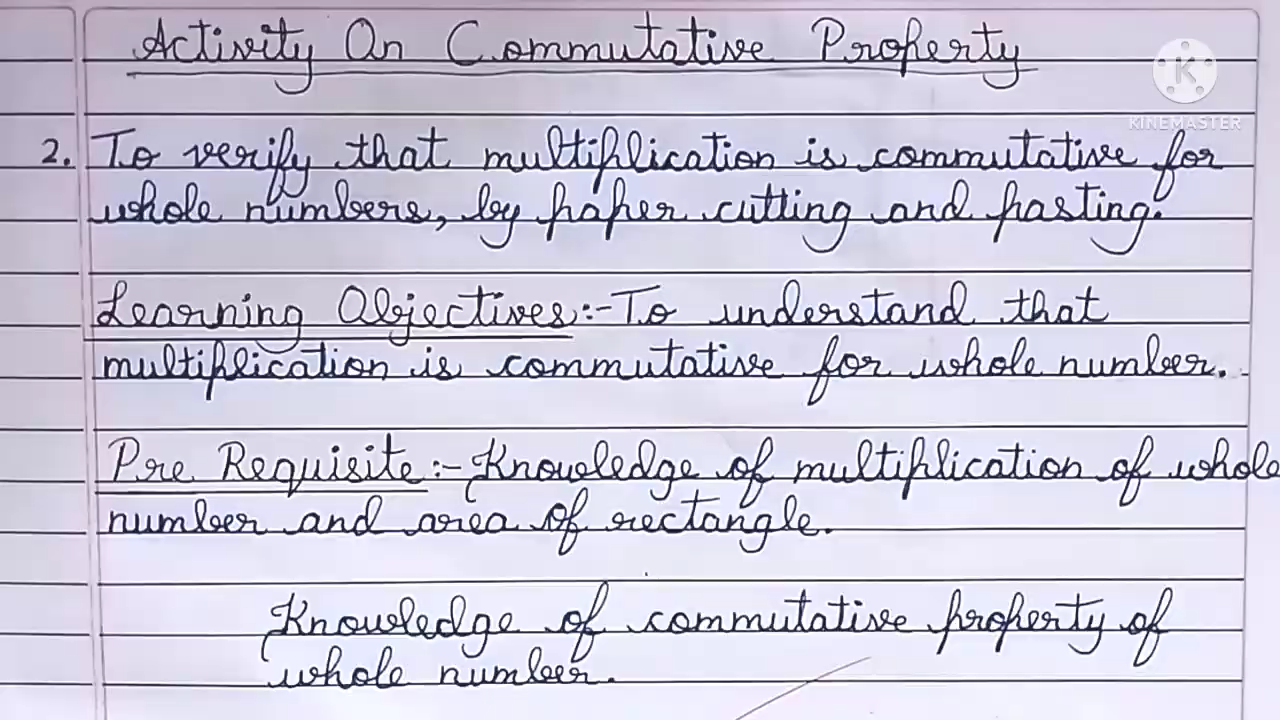 Activity On Commutative Property
K
KINEMASTER
2. To verify that multiplication is commutative for
whole numbers, by paper cutting and pasting.
Learning Objectives:- To understand that
multiplication is commutative for whole number.
Pre Requisite:- Knowledge of multiplication of whole
number and area of rectangle.
Knowledge of commutative property of
whole number.